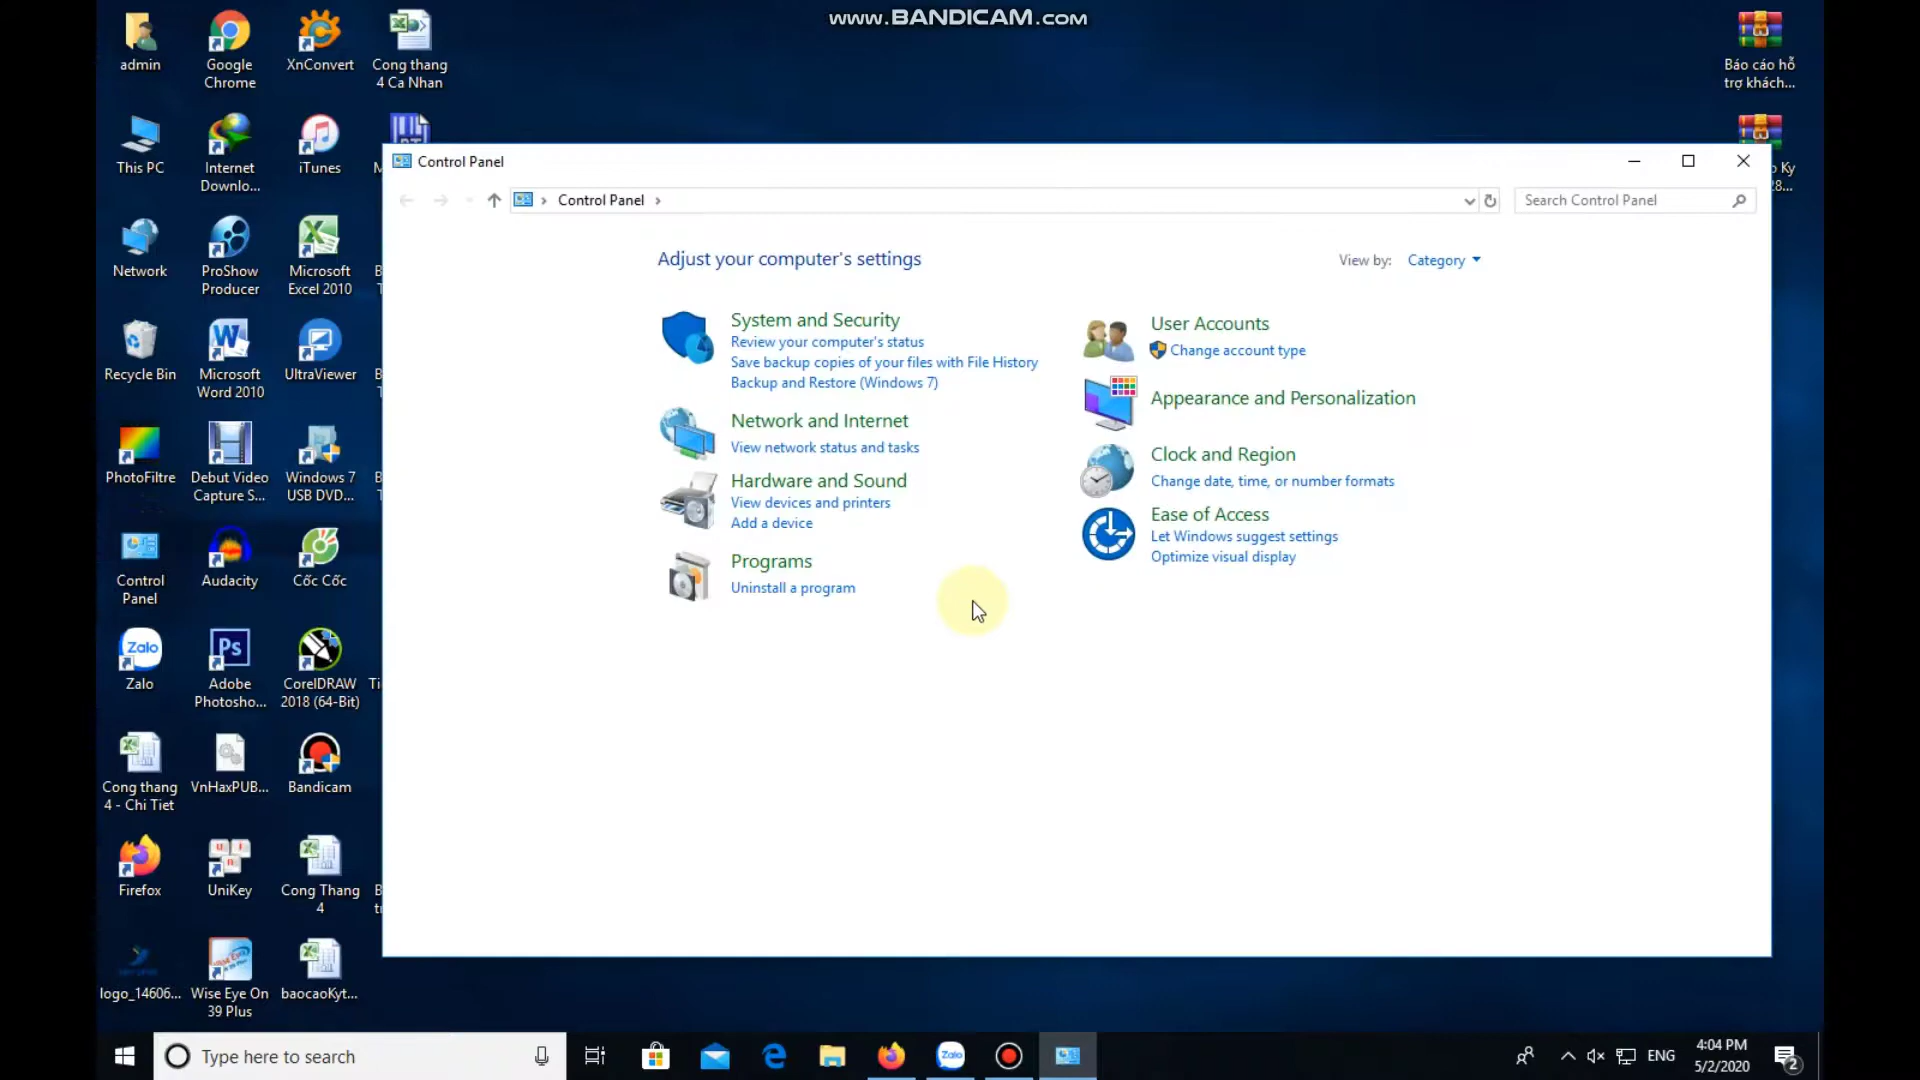 www.BANDICAM.com
admin
Google
Chrome
XnConvert
Cong thang
4 Ca Nhan
Báo cáo hỗ
trợ khách...
This PC
Internet
Downlo...
iTunes
Ky
Network
ProShow
Producer
Microsoft
Excel 2010
Recycle Bin
Microsoft
Word 2010
UltraViewer
PhotoFiltre
Debut Video
Capture S...
Windows 7
USB DVD...
Control
Panel
Audacity
Cốc Cốc
Zalo
Adobe
Photosho...
CorelDRAW
2018 (64-Bit)
Cong thang
4 - Chi Tiet
VnHaxPUB...
Bandicam
Firefox
UniKey
Cong Thang
4
logo_14606...
Wise Eye On
39 Plus
baocaoKyt...
Control Panel
Control Panel
Search Control Panel
Adjust your computer's settings
View by: Category
System and Security
Review your computer's status
Save backup copies of your files with File History
Backup and Restore (Windows 7)
Network and Internet
View network status and tasks
Hardware and Sound
View devices and printers
Add a device
Programs
Uninstall a program
User Accounts
Change account type
Appearance and Personalization
Clock and Region
Change date, time, or number formats
Ease of Access
Let Windows suggest settings
Optimize visual display
Type here to search
Zalo
ENG
4:04 PM
5/2/2020
2